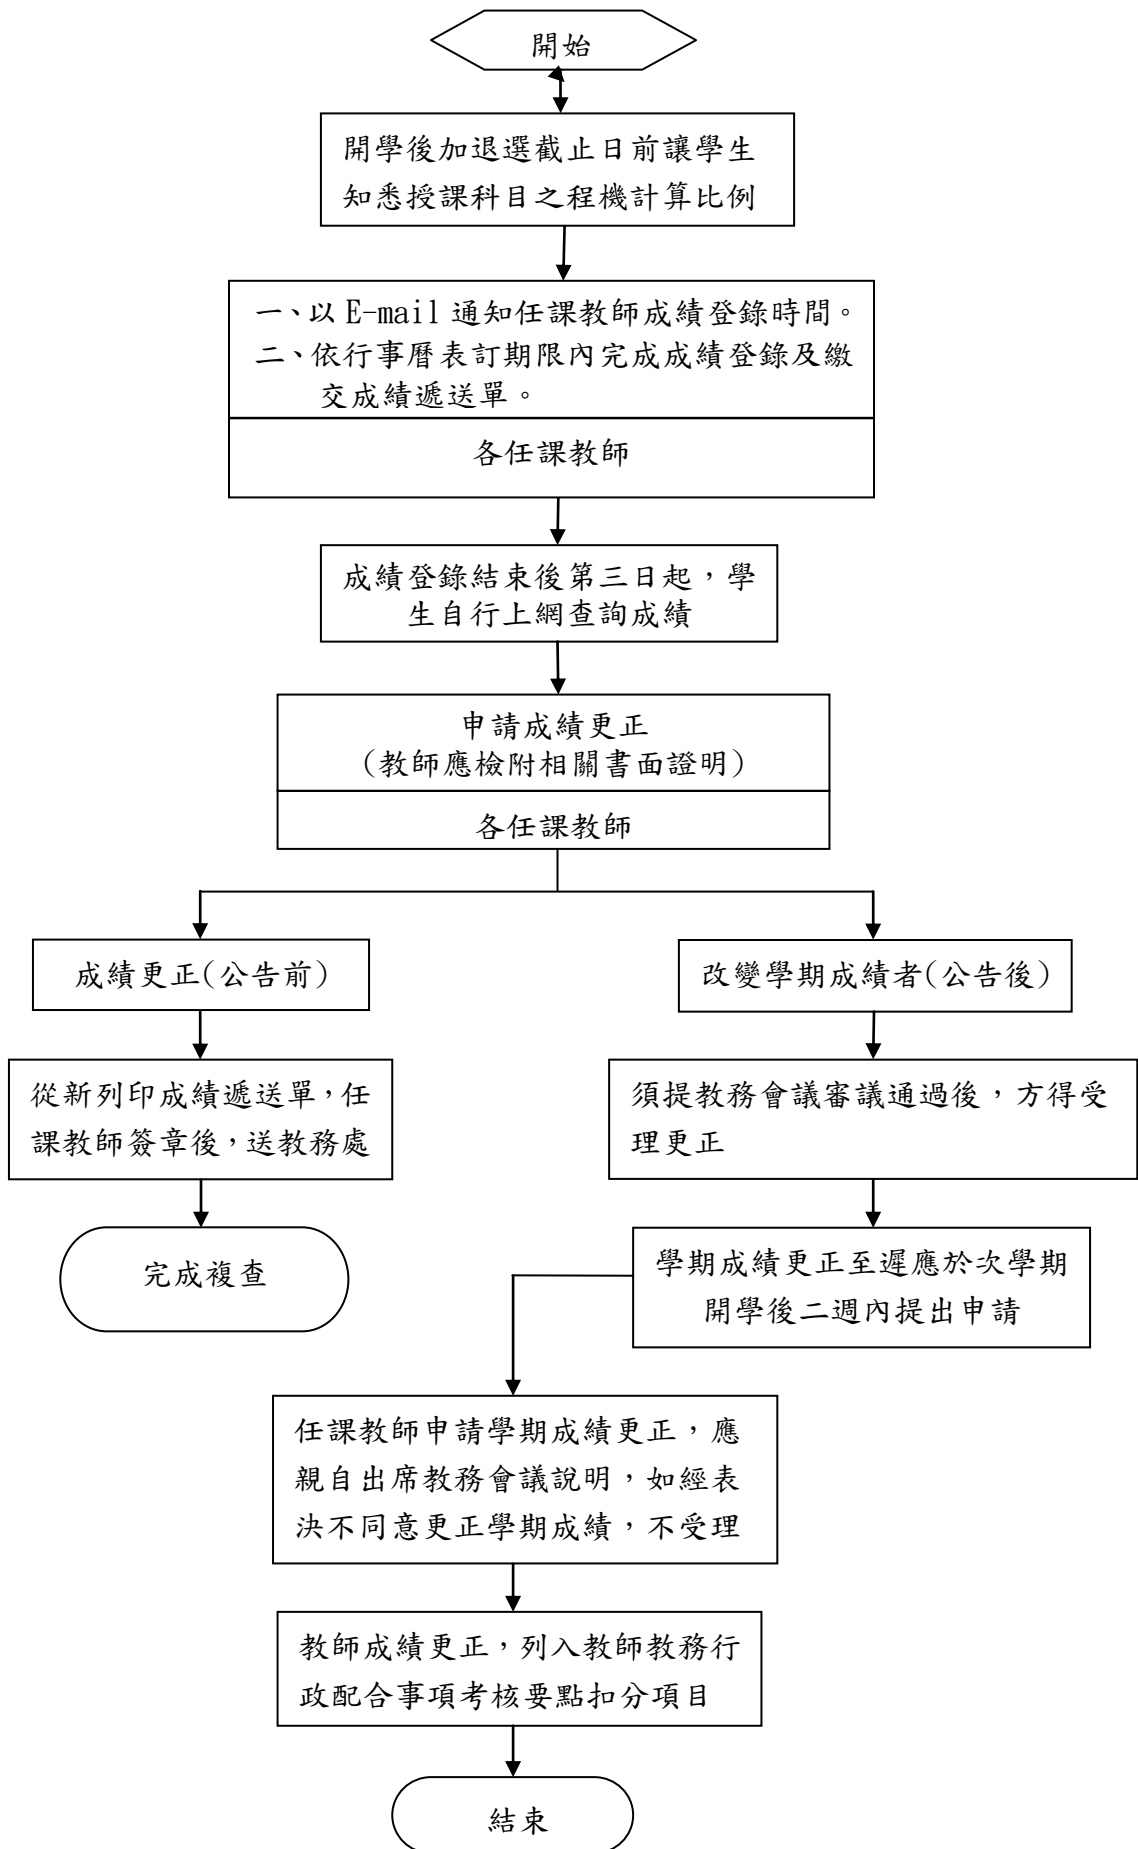 開始
開學後加退選截止日前讓學生
知悉授課科目之程機計算比例
一、以 E-mail 通知任課教師成績登錄時間。
二、依行事曆表訂期限內完成成績登錄及繳
交成績遞送單。
各任課教師
成績登錄結束後第三日起，學
生自行上網查詢成績
申請成績更正
(教師應檢附相關書面證明)
各任課教師
成績更正(公告前)
改變學期成績者(公告後)
從新列印成績遞送單，任
課教師簽章後，送教務處
須提教務會議審議通過後，方得受
理更正
完成複查
學期成績更正至遲應於次學期
開學後二週內提出申請
任課教師申請學期成績更正，應
親自出席教務會議說明，如經表
決不同意更正學期成績，不受理
教師成績更正，列入教師教務行
政配合事項考核要點扣分項目
結束